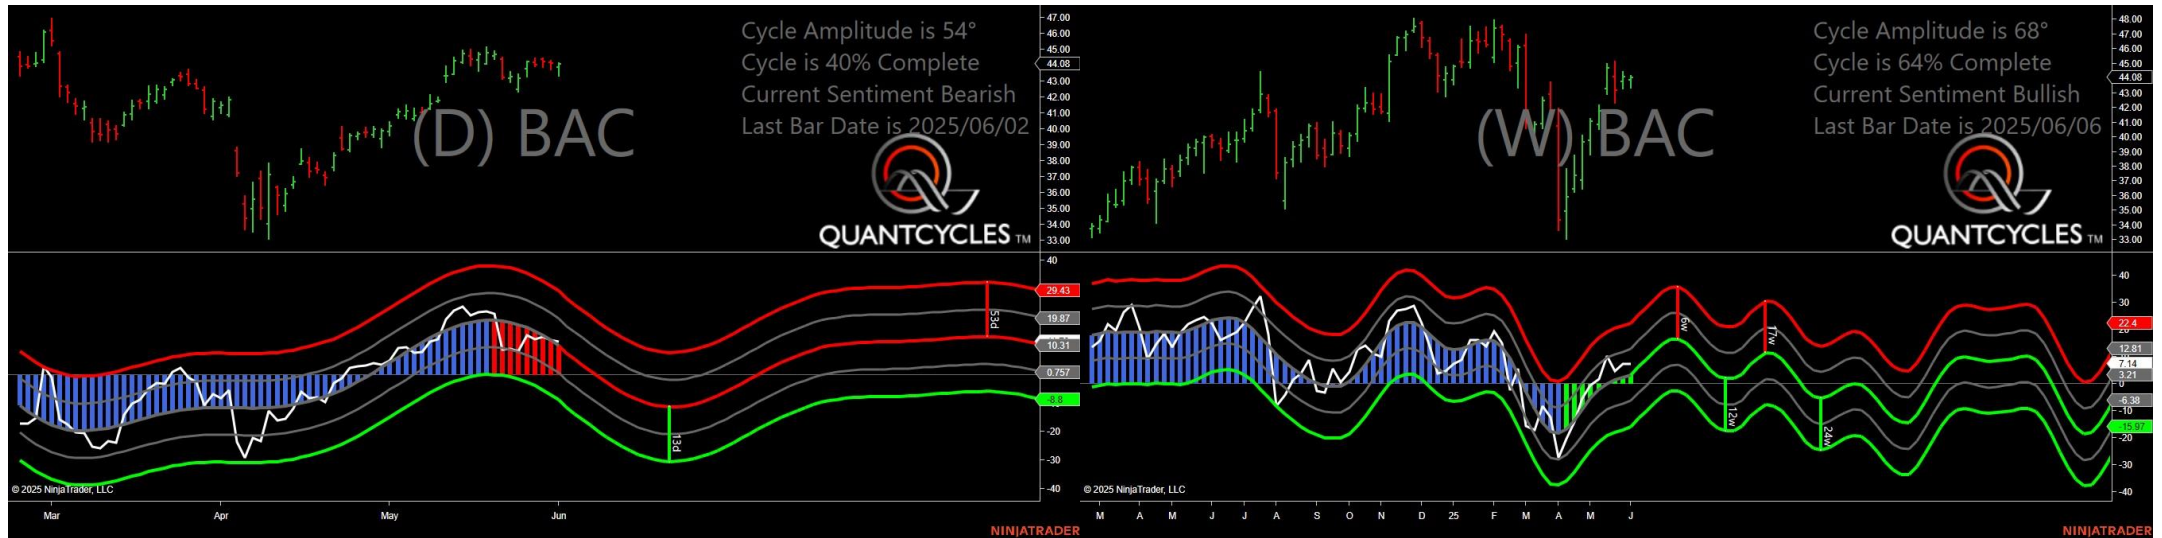 Cycle Amplitude is 54°
Cycle is 40% Complete
Current Sentiment Bearish
Last Bar Date is 2025/06/02
(D) BAC
QUANTCYCLES TM
47.00
46.00
45.00
44.08
43.00
42.00
41.00
40.00
39.00
38.00
37.00
36.00
35.00
34.00
33.00
40
29.43
19.87
10.31
0.757
-8.8
-20
-30
-40
53d
13d
© 2025 NinjaTrader, LLC
Mar Apr May Jun
NINJATRADER
Cycle Amplitude is 68°
Cycle is 64% Complete
Current Sentiment Bullish
Last Bar Date is 2025/06/06
(W) BAC
QUANTCYCLES TM
48.00
47.00
46.00
45.00
44.08
43.00
42.00
41.00
40.00
39.00
38.00
37.00
36.00
35.00
34.00
33.00
40
30
22.4
20
12.81
7.14
3.21
0
-6.38
-10
-15.97
-20
-30
-40
6w
17w
12w
24w
© 2025 NinjaTrader, LLC
M A M J J A S O N D 25 F M A M J
NINJATRADER